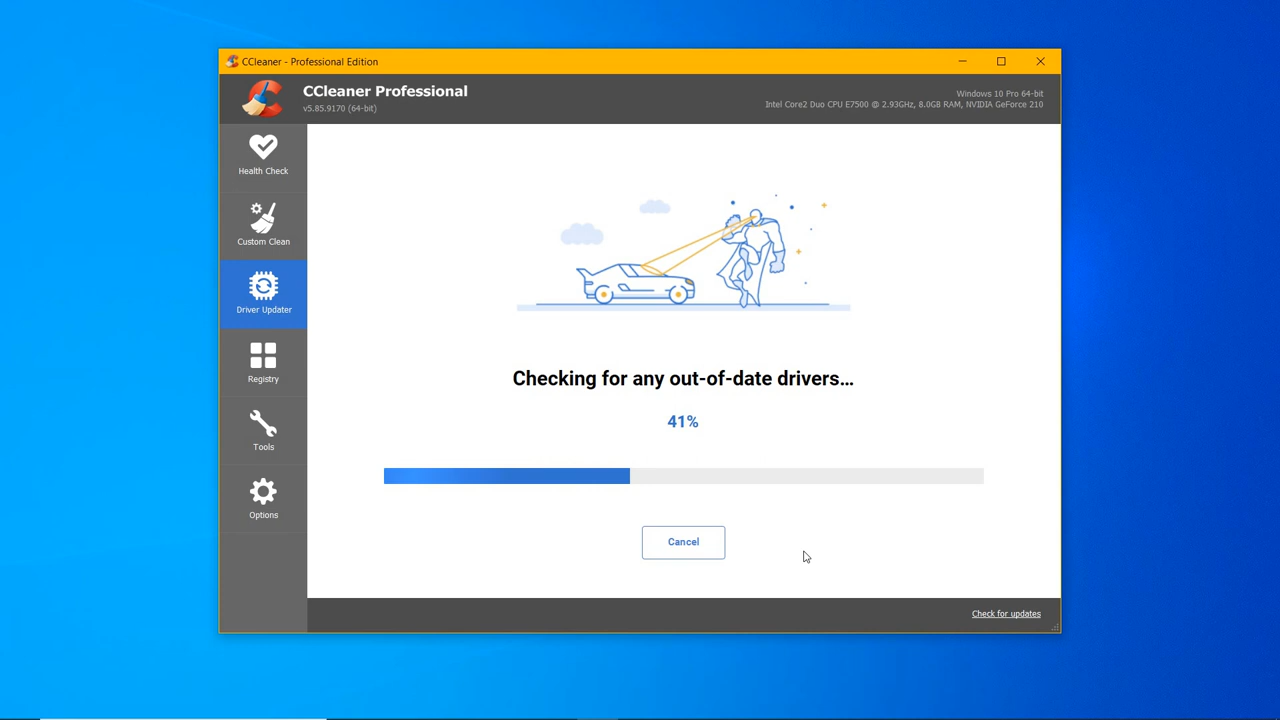 CCleaner - Professional Edition
CCleaner Professional
v5.85.9170 (64-bit)
Windows 10 Pro 64-bit
Intel Core2 Duo CPU E7500 @ 2.93GHz, 8.0GB RAM, NVIDIA GeForce 210
Health Check
Custom Clean
Driver Updater
Registry
Tools
Options
Checking for any out-of-date drivers...
41%
Cancel
Check for updates